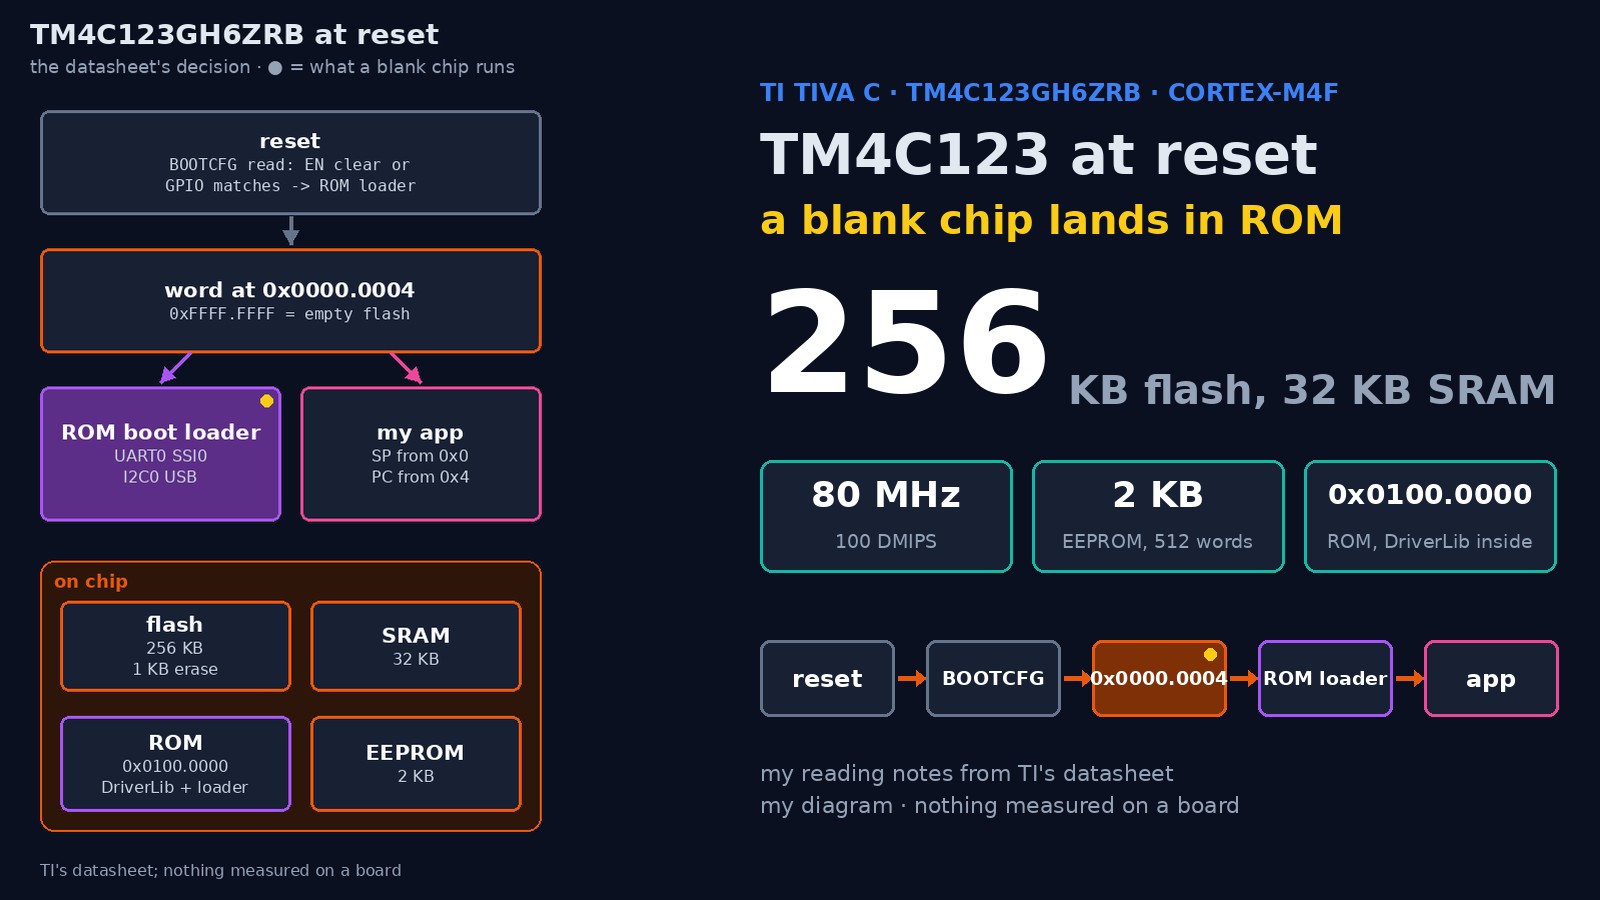 TM4C123GH6ZRB at reset
the datasheet's decision · ● = what a blank chip runs
reset
BOOTCFG read: EN clear or
GPIO matches -> ROM loader
word at 0x0000.0004
0xFFFF.FFFF = empty flash
ROM boot loader
UART0 SSI0
I2C0 USB
my app
SP from 0x0
PC from 0x4
on chip
flash
256 KB
1 KB erase
SRAM
32 KB
ROM
0x0100.0000
DriverLib + loader
EEPROM
2 KB
TI's datasheet; nothing measured on a board
TI TIVA C · TM4C123GH6ZRB · CORTEX-M4F
TM4C123 at reset
a blank chip lands in ROM
256 KB flash, 32 KB SRAM
80 MHz
100 DMIPS
2 KB
EEPROM, 512 words
0x0100.0000
ROM, DriverLib inside
reset
BOOTCFG
0x0000.0004
ROM loader
app
my reading notes from TI's datasheet
my diagram · nothing measured on a board